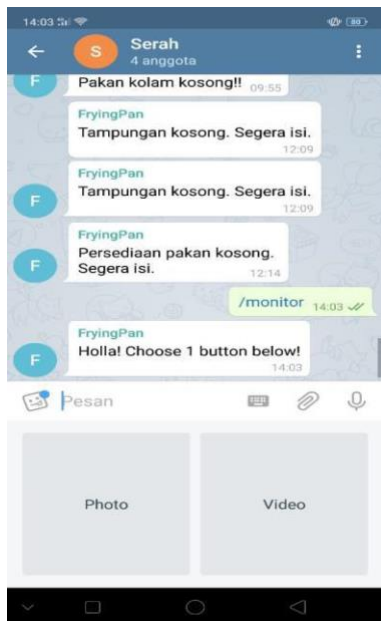 14:03
80
S
Serah
4 anggota
F
Pakan kolam kosong!! 09:55
FryingPan
Tampungan kosong. Segera isi.
12:09
FryingPan
F
Tampungan kosong. Segera isi.
12:09
FryingPan
F
Persediaan pakan kosong.
Segera isi. 12:14
/monitor 14:03
FryingPan
F
Holla! Choose 1 button below!
14:03
Pesan
Photo Video